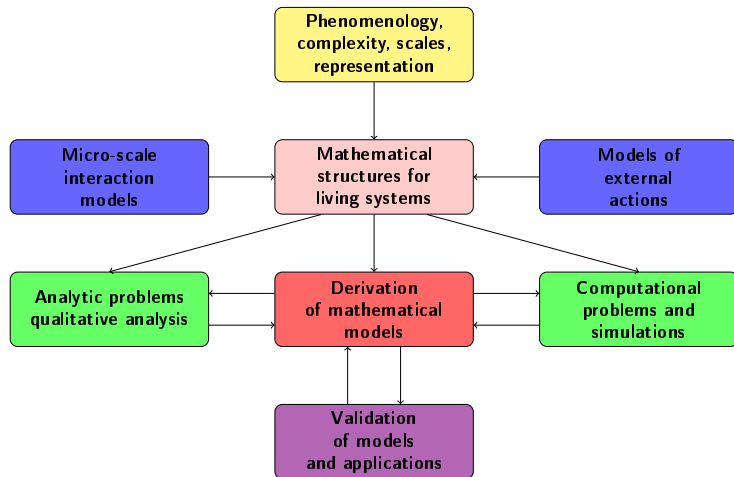 Phenomenology,
complexity, scales,
representation
Micro-scale
interaction
models
Mathematical
structures for
living systems
Models of
external
actions
Analytic problems
qualitative analysis
Derivation
of mathematical
models
Computational
problems and
simulations
Validation
of models
and applications